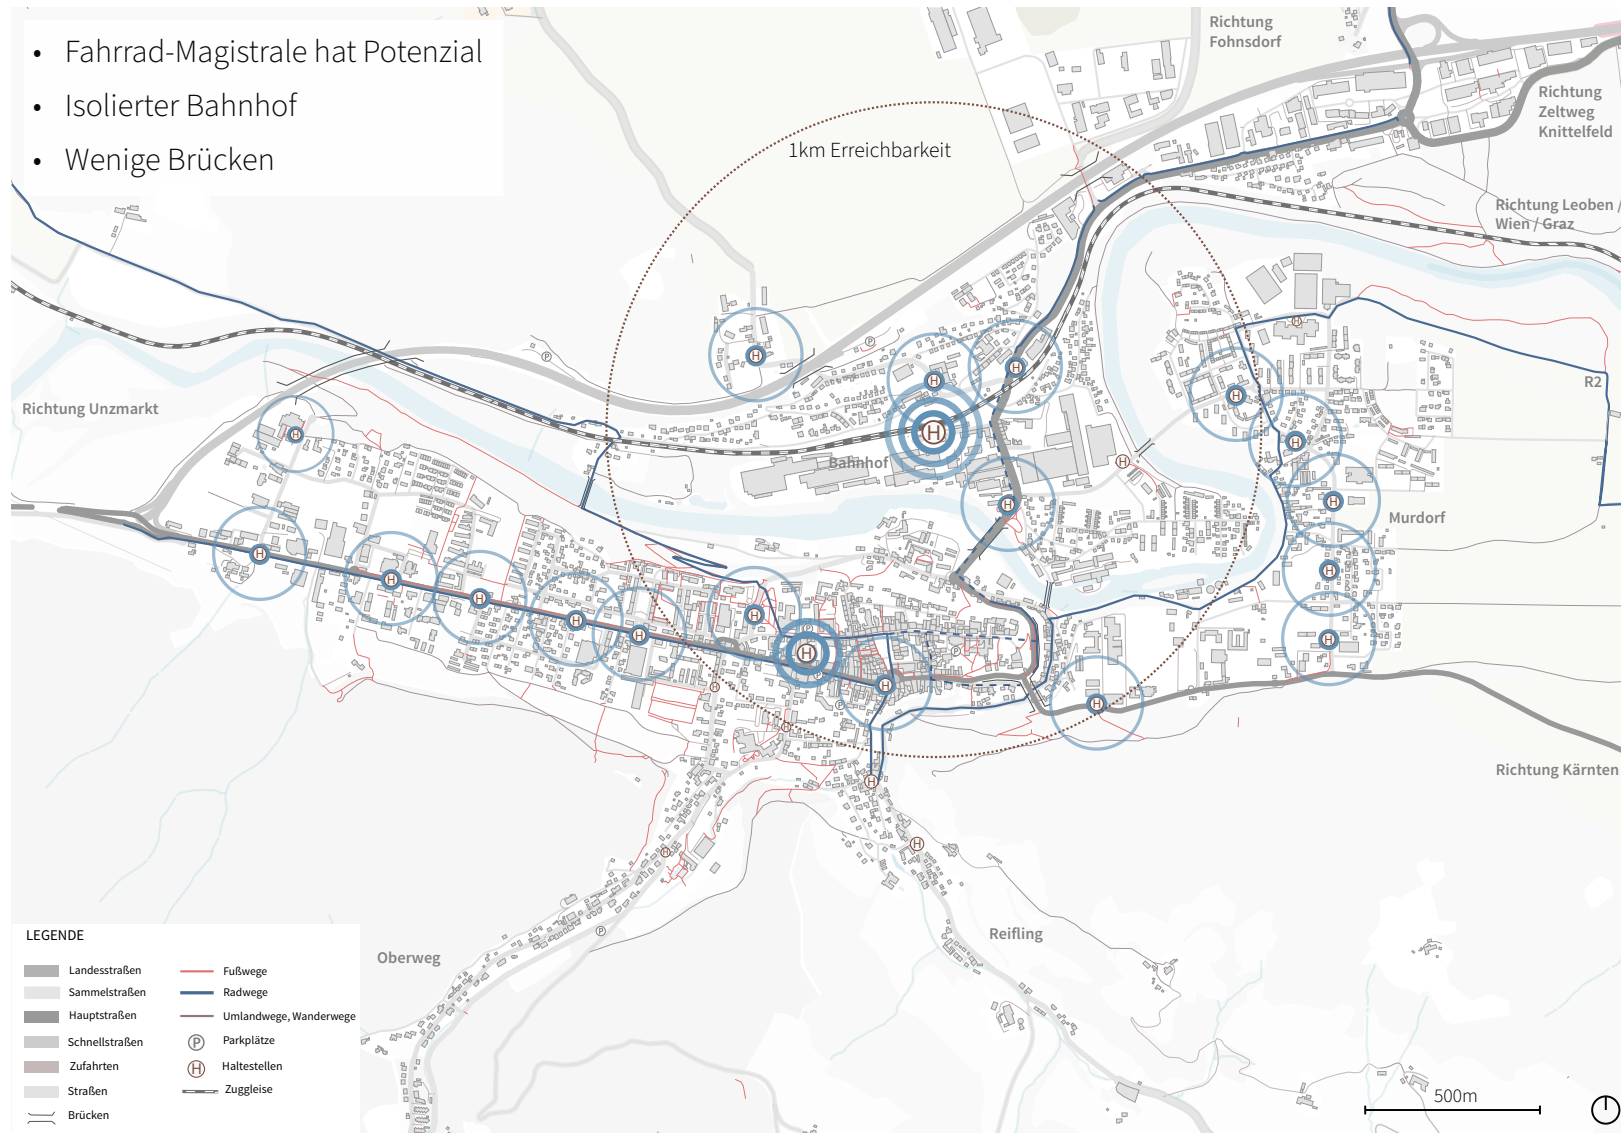 • Fahrrad-Magistrale hat Potenzial
• Isolierter Bahnhof
• Wenige Brücken
Richtung
Fohnsdorf
Richtung
Zeltweg
Knittelfeld
1km Erreichbarkeit
Richtung Leoben /
Wien / Graz
Richtung Unzmarkt
R2
Bahnhof
Murdorf
Richtung Kärnten
Reifling
Oberweg
LEGENDE
Landesstraßen
Sammelstraßen
Hauptstraßen
Schnellstraßen
Zufahrten
Straßen
Brücken
Fußwege
Radwege
Umlandwege, Wanderwege
P Parkplätze
H Haltestellen
Zuggleise
500m